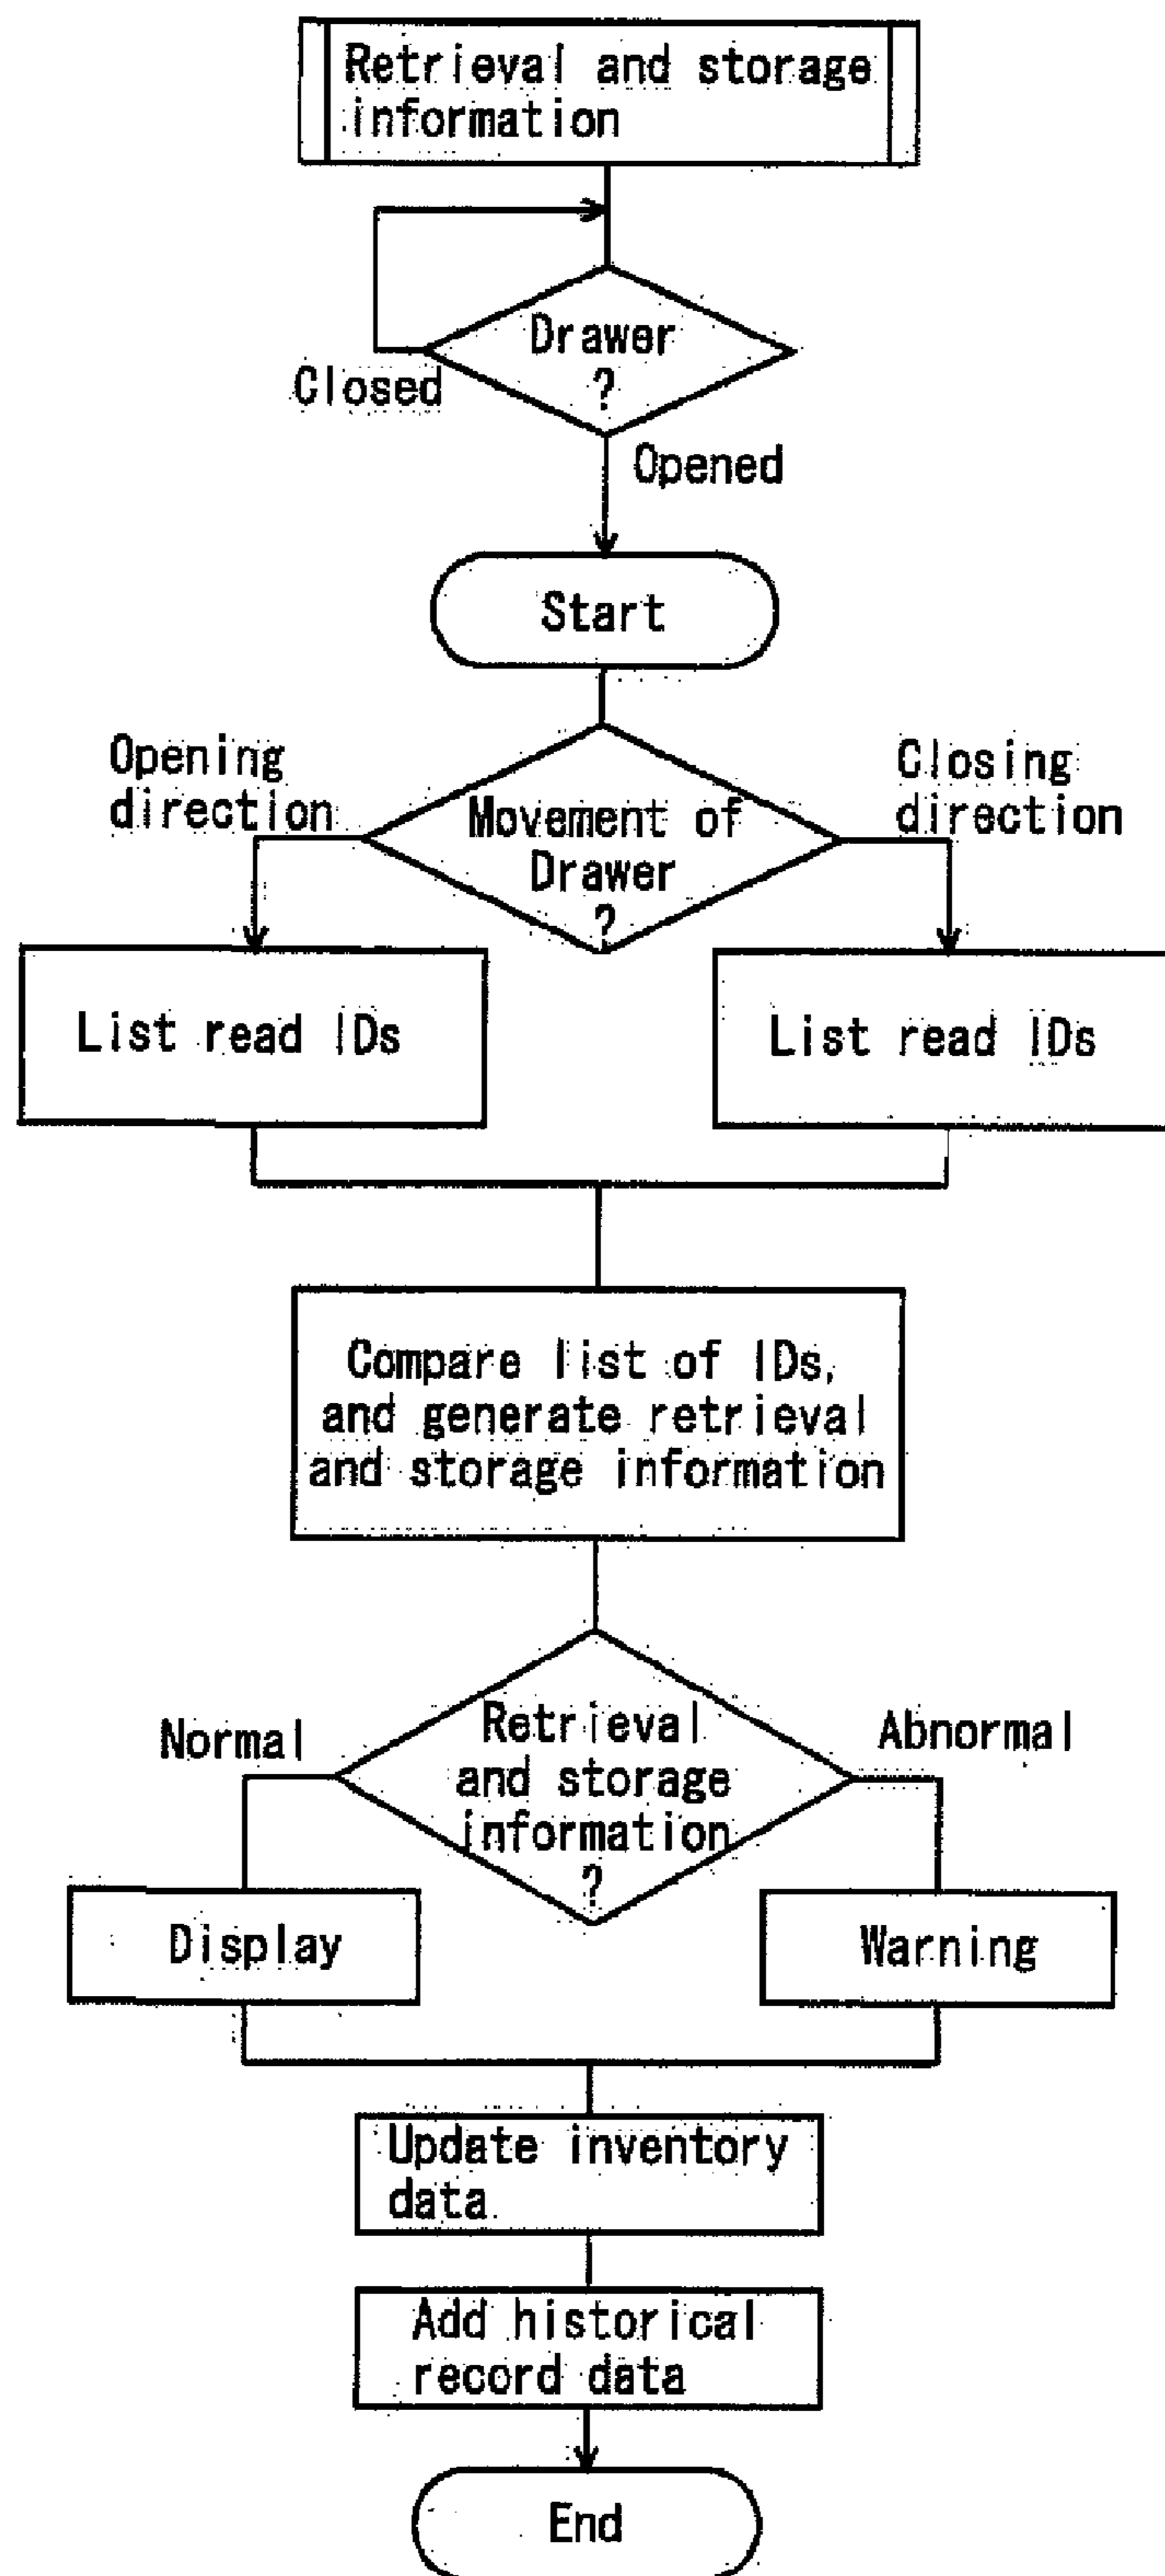 Retrieval and storage
information
Drawer
?
Closed
Opened
Start
Opening
direction
Movement of
Drawer
?
Closing
direction
List read IDs
List read IDs
Compare list of IDs,
and generate retrieval
and storage information
Normal
Retrieval
and storage
information
?
Abnormal
Display
Warning
Update inventory
data
Add historical
record data
End